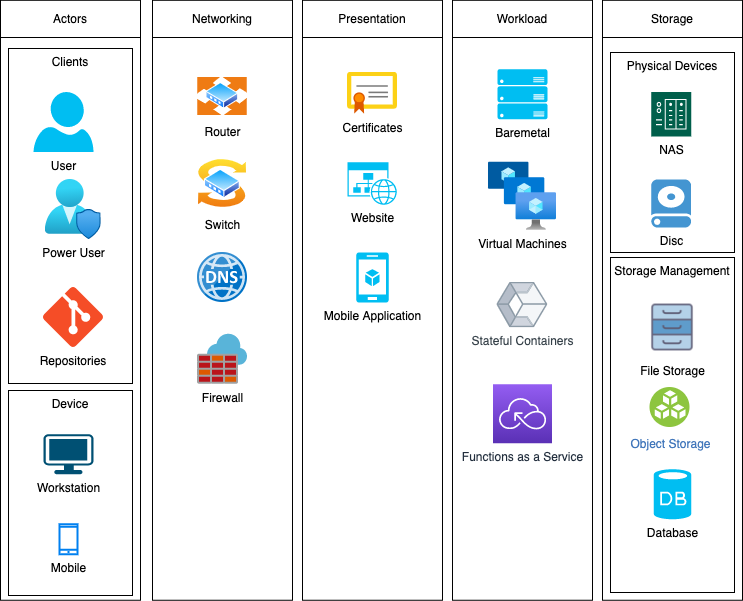 Actors
Clients
User
Power User
Repositories
Device
Workstation
Mobile
Networking
Router
Switch
DNS
Firewall
Presentation
Certificates
Website
Mobile Application
Workload
Baremetal
Virtual Machines
Stateful Containers
Functions as a Service
Storage
Physical Devices
NAS
Disc
Storage Management
File Storage
Object Storage
DB
Database